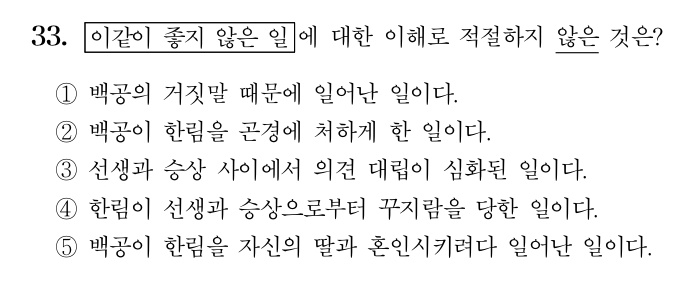 33. 이같이 좋지 않은 일에 대한 이해로 적절하지 않은 것은?
① 백공의 거짓말 때문에 일어난 일이다.
② 백공이 한림을 곤경에 처하게 한 일이다.
③ 선생과 승상 사이에서 의견 대립이 심화된 일이다.
④ 한림이 선생과 승상으로부터 꾸지람을 당한 일이다.
⑤ 백공이 한림을 자신의 딸과 혼인시키려다 일어난 일이다.